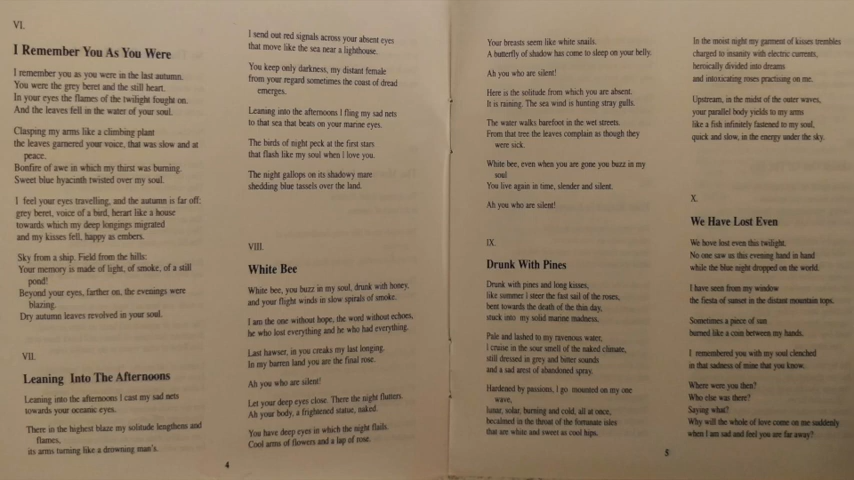 VI.
I Remember You As You Were
I remember you as you were in the last autumn.
You were the grey beret and the still heart.
In your eyes the flames of the twilight fought on.
And the leaves fell in the water of your soul.
Clasping my arms like a climbing plant
the leaves garnered your voice, that was slow and at
peace.
Bonfire of awe in which my thirst was burning.
Sweet blue hyacinth twisted over my soul.
I feel your eyes travelling, and the autumn is far off:
grey beret, voice of a bird, herart like a house
towards which my deep longings migrated
and my kisses fell, happy as embers.
Sky from a ship. Field from the hills:
Your memory is made of light, of smoke, of a still
pond!
Beyond your eyes, farther on, the evenings were
blazing.
Dry autumn leaves revolved in your soul.
VII.
Leaning Into The Afternoons
Leaning into the afternoons I cast my sad nets
towards your oceanic eyes.
There in the highest blaze my solitude lengthens and
flames,
its arms turning like a drowning man's.
I send out red signals across your absent eyes
that move like the sea near a lighthouse.
You keep only darkness, my distant female
from your regard sometimes the coast of dread
emerges.
Leaning into the afternoons I fling my sad nets
to that sea that beats on your marine eyes.
The birds of night peck at the first stars
that flash like my soul when I love you.
The night gallops on its shadowy mare
shedding blue tassels over the land.
VIII.
White Bee
White bee, you buzz in my soul, drunk with honey,
and your flight winds in slow spirals of smoke.
I am the one without hope, the word without echoes,
he who lost everything and he who had everything.
Last hawser, in you creaks my last longing.
In my barren land you are the final rose.
Ah you who are silent!
Let your deep eyes close. There the night flutters.
Ah your body, a frightened statue, naked.
You have deep eyes in which the night flails.
Cool arms of flowers and a lap of rose.
4
Your breasts seem like white snails.
A butterfly of shadow has come to sleep on your belly.
Ah you who are silent!
Here is the solitude from which you are absent.
It is raining. The sea wind is hunting stray gulls.
The water walks barefoot in the wet streets.
From that tree the leaves complain as though they
were sick.
White bee, even when you are gone you buzz in my
soul
You live again in time, slender and silent.
Ah you who are silent!
IX.
Drunk With Pines
Drunk with pines and long kisses,
like summer I steer the fast sail of the roses,
bent towards the death of the thin day,
stuck into my solid marine madness.
Pale and lashed to my ravenous water,
I cruise in the sour smell of the naked climate,
still dressed in grey and bitter sounds
and a sad crest of abandoned spray.
Hardened by passions, I go mounted on my one
wave,
lunar, solar, burning and cold, all at once,
becalmed in the throat of the fortunate isles
that are white and sweet as cool hips.
In the moist night my garment of kisses trembles
charged to insanity with electric currents,
heroically divided into dreams
and intoxicating roses practising on me.
Upstream, in the midst of the outer waves,
your parallel body yields to my arms
like a fish infinitely fastened to my soul,
quick and slow, in the energy under the sky.
X.
We Have Lost Even
We have lost even this twilight.
No one saw us this evening hand in hand
while the blue night dropped on the world.
I have seen from my window
the fiesta of sunset in the distant mountain tops.
Sometimes a piece of sun
burned like a coin between my hands.
I remembered you with my soul clenched
in that sadness of mine that you know.
Where were you then?
Who else was there?
Saying what?
Why will the whole of love come on me suddenly
when I am sad and feel you are far away?
5